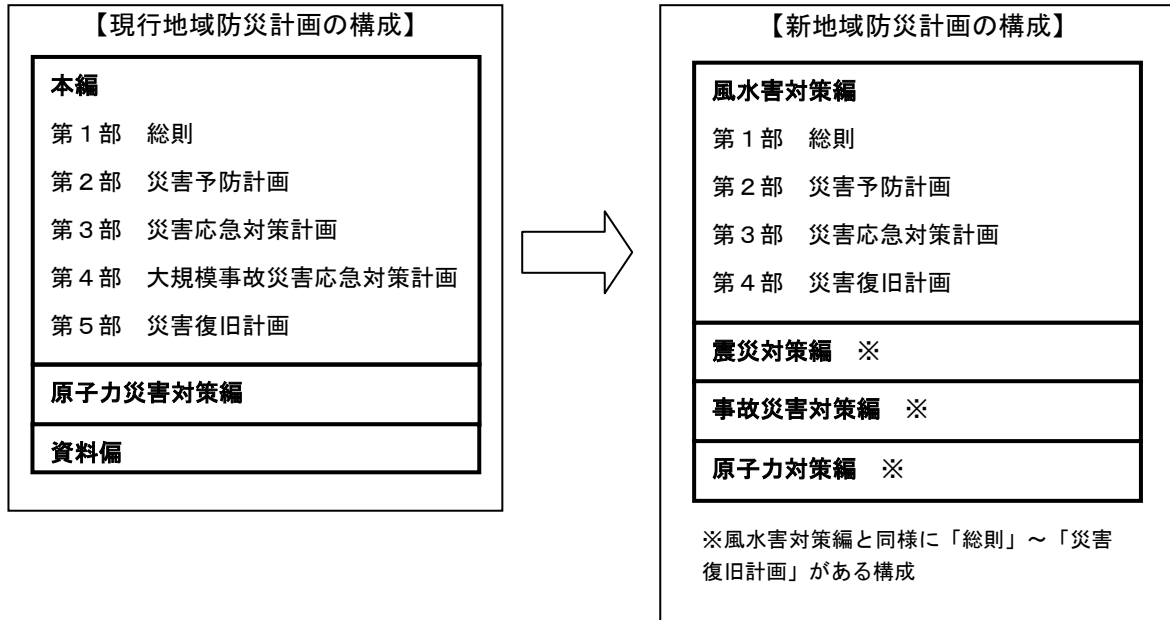 【現行地域防災計画の構成】
本編
第1部 総則
第2部 災害予防計画
第3部 災害応急対策計画
第4部 大規模事故災害応急対策計画
第5部 災害復旧計画
原子力災害対策編
資料偏
【新地域防災計画の構成】
風水害対策編
第1部 総則
第2部 災害予防計画
第3部 災害応急対策計画
第4部 災害復旧計画
震災対策編 ※
事故災害対策編 ※
原子力対策編 ※
※風水害対策編と同様に「総則」~「災害
復旧計画」がある構成